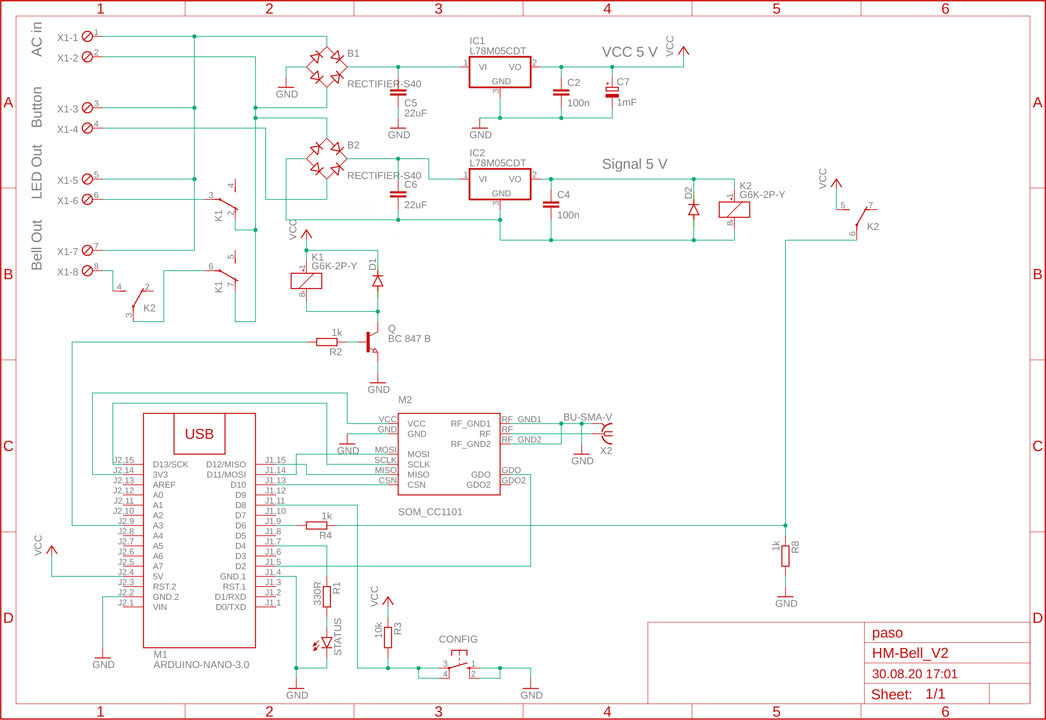 1 2 3 4 5 6
A
B
C
D
AC in
Button
LED Out
Bell Out
X1-1 1
X1-2 2
X1-3 3
X1-4 4
X1-5 5
X1-6 6
X1-7 7
X1-8 8
B1
RECTIFIER-S40
GND
C5
22uF
GND
IC1
L78M05CDT
1 VI VO 2
GND
3
GND
C2
100n
C7
1mF
VCC 5 V
VCC
B2
RECTIFIER-S40
C6
22uF
IC2
L78M05CDT
1 VI VO 2
GND
3
C4
100n
Signal 5 V
D2
K2
G6K-2P-Y
1
8
VCC
5 7
6
K2
4
3
2
K1
5
6
7
K1
4 2
3
K2
VCC
K1
G6K-2P-Y
1
8
D1
Q
BC 847 B
GND
1k
R2
M2
VCC VCC
GND GND
GND
MOSI MOSI
SCLK SCLK
MISO MISO
CSN CSN
RF_GND1 RF_GND1
RF RF
RF_GND2 RF_GND2
GDO GDO
GDO2 GDO2
SOM_CC1101
BU-SMA-V
X2
GND
USB
J2.15 D13/SCK D12/MISO J1.15
J2.14 3V3 D11/MOSI J1.14
J2.13 AREF D10 J1.13
J2.12 A0 D9 J1.12
J2.11 A1 D8 J1.11
J2.10 A2 D7 J1.10
J2.9 A3 D6 J1.9
J2.8 A4 D5 J1.8
J2.7 A5 D4 J1.7
J2.6 A6 D3 J1.6
J2.5 A7 D2 J1.5
J2.4 5V GND.1 J1.4
J2.3 RST.2 RST.1 J1.3
J2.2 GND.2 D1/RXD J1.2
J2.1 VIN D0/TXD J1.1
M1
ARDUINO-NANO-3.0
VCC
GND
1k
R4
330R
R1
STATUS
GND
VCC
10k
R3
CONFIG
3 1
4 2
GND
1k
R8
GND
paso
HM-Bell_V2
30.08.20 17:01
Sheet: 1/1
A
B
C
D
1 2 3 4 5 6